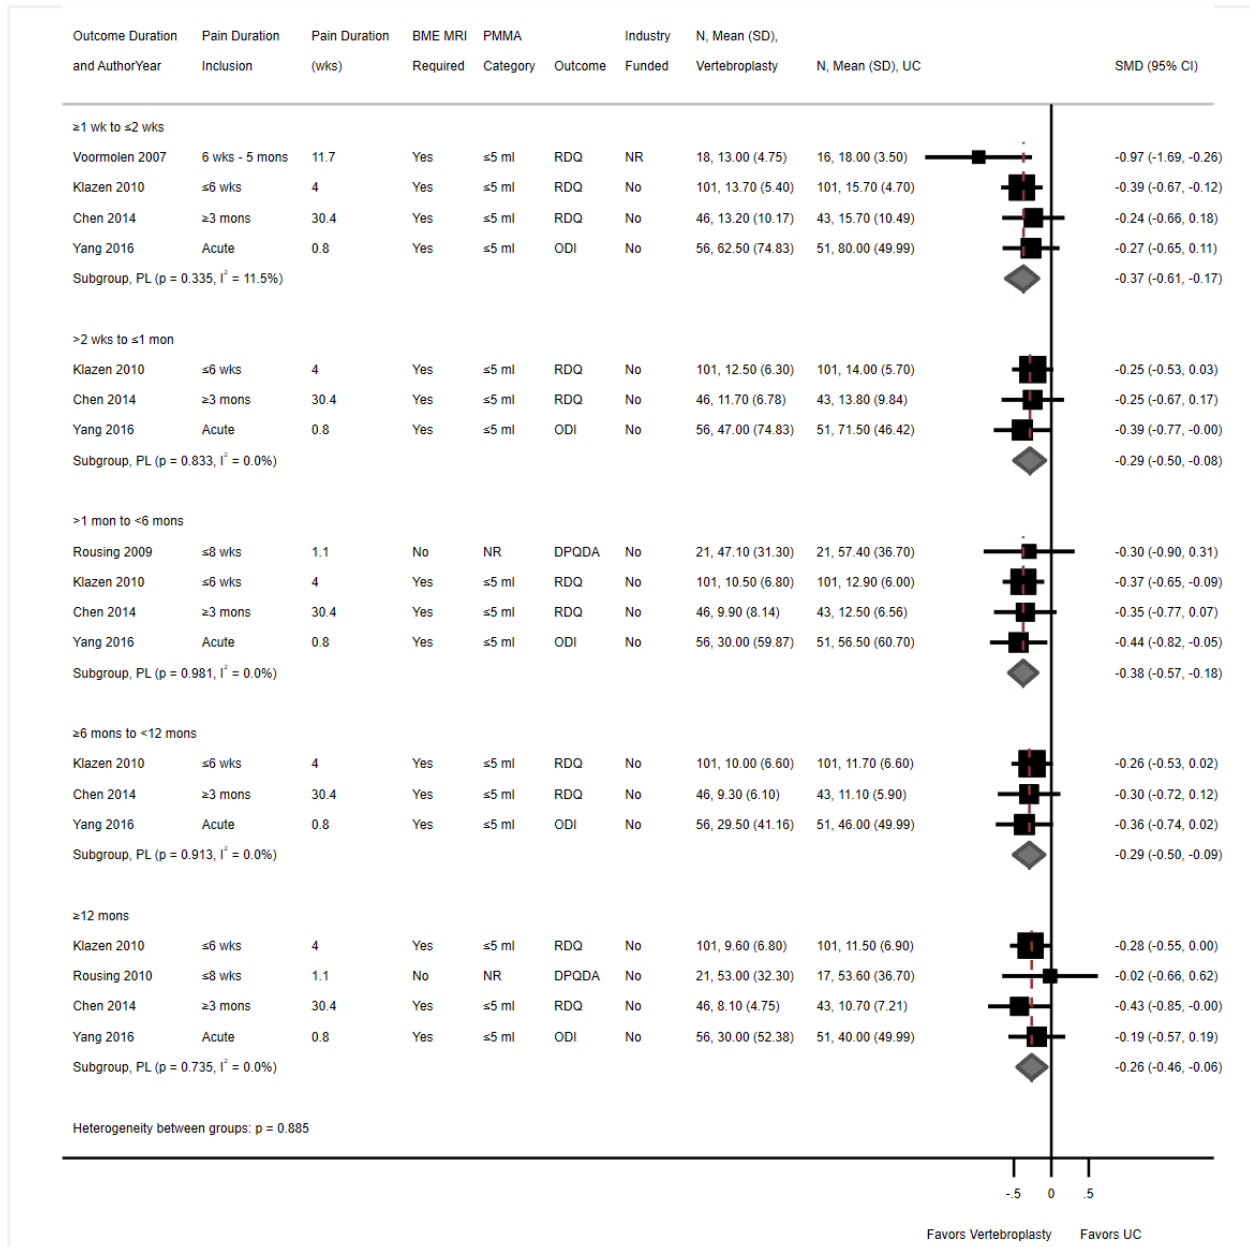 Outcome Duration Pain Duration Pain Duration BME MRI PMMA Industry N, Mean (SD),
and AuthorYear Inclusion (wks) Required Category Outcome Funded Vertebroplasty N, Mean (SD), UC SMD (95% CI)
≥1 wk to ≤2 wks
Voormolen 2007 6 wks - 5 mons 11.7 Yes ≤5 ml RDQ NR 18, 13.00 (4.75) 16, 18.00 (3.50) -0.97 (-1.69, -0.26)
Klazen 2010 ≤6 wks 4 Yes ≤5 ml RDQ No 101, 13.70 (5.40) 101, 15.70 (4.70) -0.39 (-0.67, -0.12)
Chen 2014 ≥3 mons 30.4 Yes ≤5 ml RDQ No 46, 13.20 (10.17) 43, 15.70 (10.49) -0.24 (-0.66, 0.18)
Yang 2016 Acute 0.8 Yes ≤5 ml ODI No 56, 62.50 (74.83) 51, 80.00 (49.99) -0.27 (-0.65, 0.11)
Subgroup, PL (p = 0.335, I² = 11.5%) -0.37 (-0.61, -0.17)
>2 wks to ≤1 mon
Klazen 2010 ≤6 wks 4 Yes ≤5 ml RDQ No 101, 12.50 (6.30) 101, 14.00 (5.70) -0.25 (-0.53, 0.03)
Chen 2014 ≥3 mons 30.4 Yes ≤5 ml RDQ No 46, 11.70 (6.78) 43, 13.80 (9.84) -0.25 (-0.67, 0.17)
Yang 2016 Acute 0.8 Yes ≤5 ml ODI No 56, 47.00 (74.83) 51, 71.50 (46.42) -0.39 (-0.77, -0.00)
Subgroup, PL (p = 0.833, I² = 0.0%) -0.29 (-0.50, -0.08)
>1 mon to <6 mons
Rousing 2009 ≤8 wks 1.1 No NR DPQDA No 21, 47.10 (31.30) 21, 57.40 (36.70) -0.30 (-0.90, 0.31)
Klazen 2010 ≤6 wks 4 Yes ≤5 ml RDQ No 101, 10.50 (6.80) 101, 12.90 (6.00) -0.37 (-0.65, -0.09)
Chen 2014 ≥3 mons 30.4 Yes ≤5 ml RDQ No 46, 9.90 (8.14) 43, 12.50 (6.56) -0.35 (-0.77, 0.07)
Yang 2016 Acute 0.8 Yes ≤5 ml ODI No 56, 30.00 (59.87) 51, 56.50 (60.70) -0.44 (-0.82, -0.05)
Subgroup, PL (p = 0.981, I² = 0.0%) -0.38 (-0.57, -0.18)
≥6 mons to <12 mons
Klazen 2010 ≤6 wks 4 Yes ≤5 ml RDQ No 101, 10.00 (6.60) 101, 11.70 (6.60) -0.26 (-0.53, 0.02)
Chen 2014 ≥3 mons 30.4 Yes ≤5 ml RDQ No 46, 9.30 (6.10) 43, 11.10 (5.90) -0.30 (-0.72, 0.12)
Yang 2016 Acute 0.8 Yes ≤5 ml ODI No 56, 29.50 (41.16) 51, 46.00 (49.99) -0.36 (-0.74, 0.02)
Subgroup, PL (p = 0.913, I² = 0.0%) -0.29 (-0.50, -0.09)
≥12 mons
Klazen 2010 ≤6 wks 4 Yes ≤5 ml RDQ No 101, 9.60 (6.80) 101, 11.50 (6.90) -0.28 (-0.55, 0.00)
Rousing 2010 ≤8 wks 1.1 No NR DPQDA No 21, 53.00 (32.30) 17, 53.60 (36.70) -0.02 (-0.66, 0.62)
Chen 2014 ≥3 mons 30.4 Yes ≤5 ml RDQ No 46, 8.10 (4.75) 43, 10.70 (7.21) -0.43 (-0.85, -0.00)
Yang 2016 Acute 0.8 Yes ≤5 ml ODI No 56, 30.00 (52.38) 51, 40.00 (49.99) -0.19 (-0.57, 0.19)
Subgroup, PL (p = 0.735, I² = 0.0%) -0.26 (-0.46, -0.06)
Heterogeneity between groups: p = 0.885
-.5 0 .5
Favors Vertebroplasty Favors UC